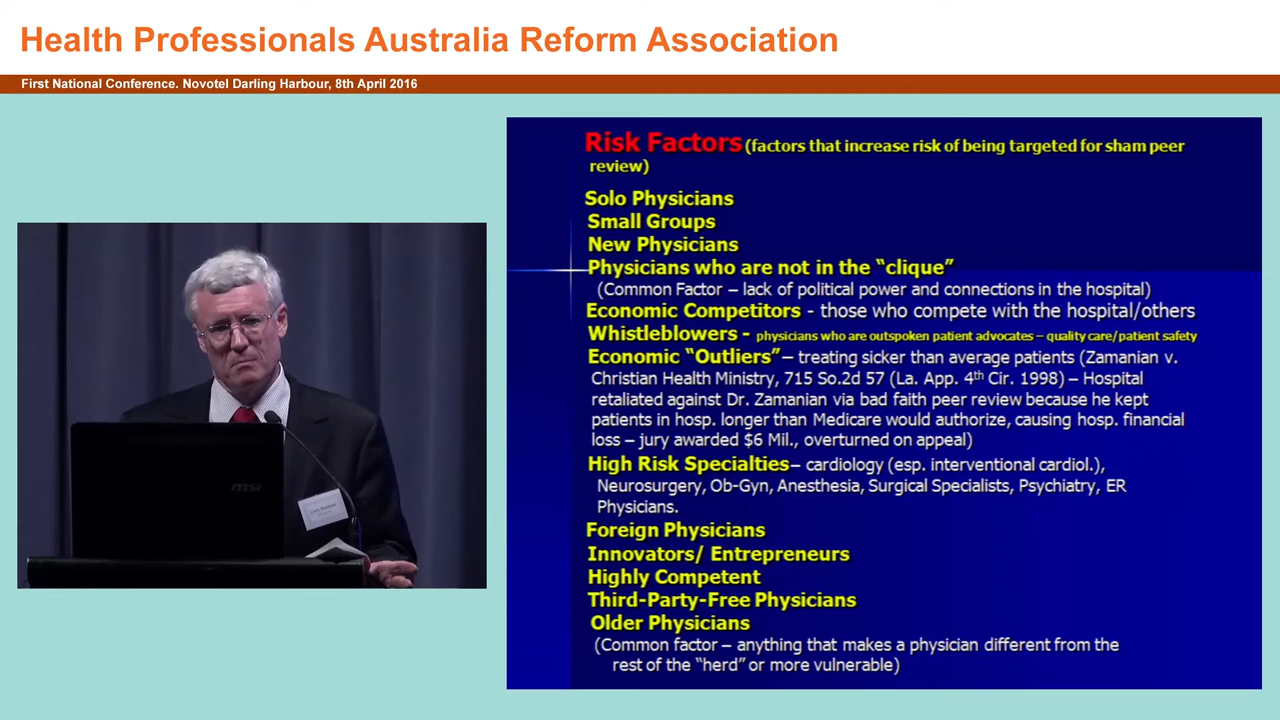 Health Professionals Australia Reform Association
First National Conference. Novotel Darling Harbour, 8th April 2016
Risk Factors (factors that increase risk of being targeted for sham peer
review)
Solo Physicians
Small Groups
New Physicians
Physicians who are not in the “clique”
(Common Factor – lack of political power and connections in the hospital)
Economic Competitors - those who compete with the hospital/others
Whistleblowers - physicians who are outspoken patient advocates – quality care/patient safety
Economic “Outliers” – treating sicker than average patients (Zamanian v.
Christian Health Ministry, 715 So.2d 57 (La. App. 4th Cir. 1998) – Hospital
retaliated against Dr. Zamanian via bad faith peer review because he kept
patients in hosp. longer than Medicare would authorize, causing hosp. financial
loss – jury awarded $6 Mil., overturned on appeal)
High Risk Specialties – cardiology (esp. interventional cardiol.),
Neurosurgery, Ob-Gyn, Anesthesia, Surgical Specialists, Psychiatry, ER
Physicians.
Foreign Physicians
Innovators/ Entrepreneurs
Highly Competent
Third-Party-Free Physicians
Older Physicians
(Common factor – anything that makes a physician different from the
rest of the “herd” or more vulnerable)
msi